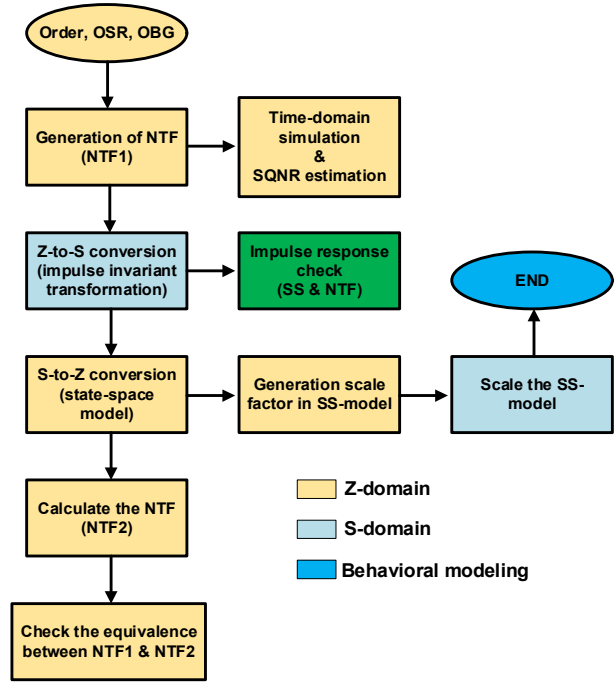 Order, OSR, OBG
Generation of NTF
(NTF1)
Time-domain
simulation
&
SQNR estimation
Z-to-S conversion
(impulse invariant
transformation)
Impulse response
check
(SS & NTF)
END
S-to-Z conversion
(state-space
model)
Generation scale
factor in SS-model
Scale the SS-
model
Calculate the NTF
(NTF2)
Z-domain
S-domain
Behavioral modeling
Check the equivalence
between NTF1 & NTF2